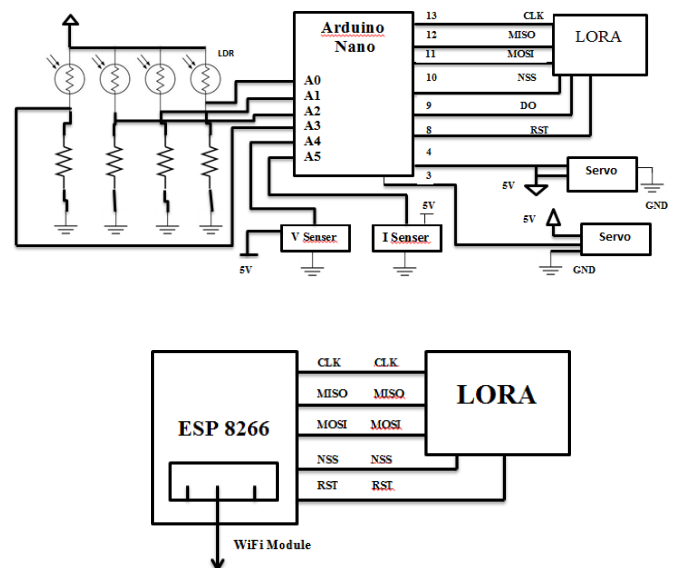 Arduino
Nano
LDR
A0
A1
A2
A3
A4
A5
13 CLK
12 MISO
11 MOSI
10 NSS
9 DO
8 RST
4
3
LORA
5V
Servo
GND
5V
Servo
GND
V Senser
5V
I Senser
5V
ESP 8266
CLK CLK
MISO MISO
MOSI MOSI
NSS NSS
RST RST
LORA
WiFi Module